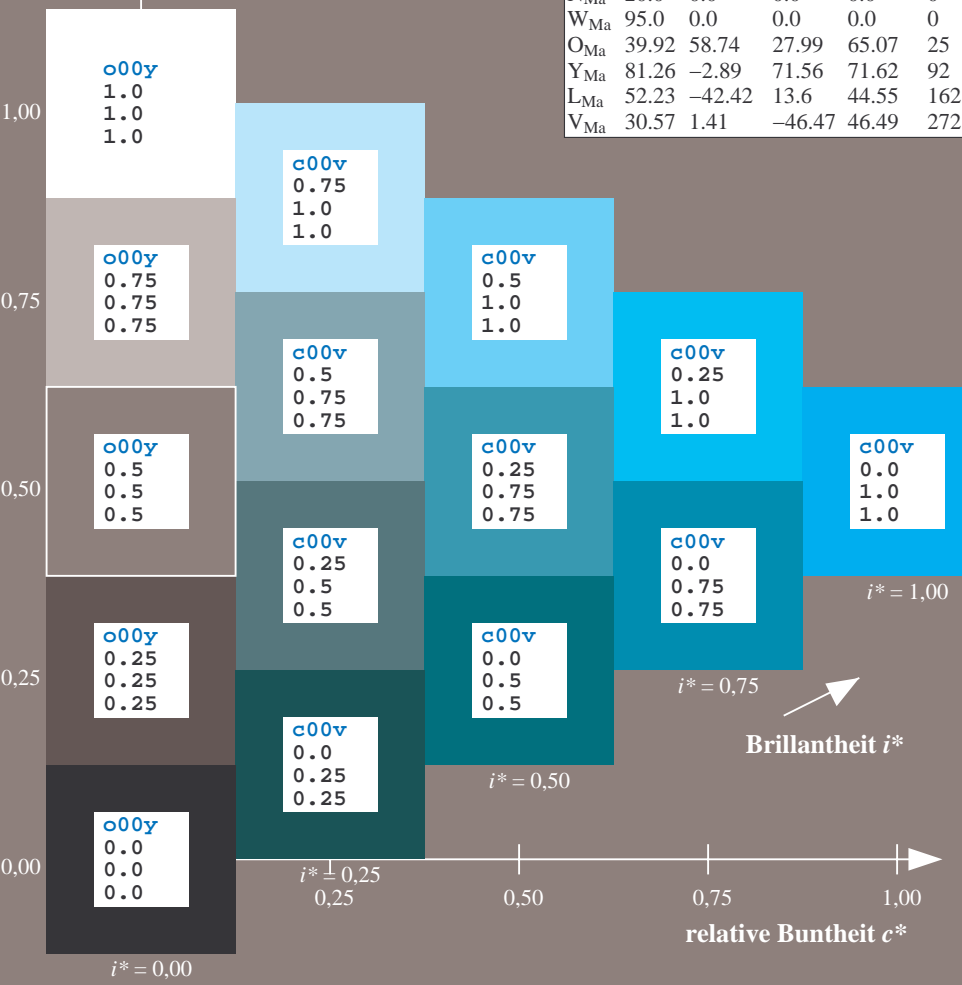 W Ma 95.0 0.0 0.0 0.0 0
O Ma 39.92 58.74 27.99 65.07 25
Y Ma 81.26 −2.89 71.56 71.62 92
L Ma 52.23 −42.42 13.6 44.55 162
V Ma 30.57 1.41 −46.47 46.49 272
o00y
1.0
1.0
1.0
1,00
c00v
0.75
1.0
1.0
o00y
0.75
0.75
0.75
0,75
c00v
0.5
1.0
1.0
c00v
0.5
0.75
0.75
c00v
0.25
1.0
1.0
o00y
0.5
0.5
0.5
0,50
c00v
0.25
0.75
0.75
c00v
0.0
1.0
1.0
i* = 1,00
c00v
0.25
0.5
0.5
c00v
0.0
0.75
0.75
i* = 0,75
o00y
0.25
0.25
0.25
0,25
c00v
0.0
0.5
0.5
i* = 0,50
Brillantheit i*
c00v
0.0
0.25
0.25
i* = 0,25
o00y
0.0
0.0
0.0
0,00
i* = 0,00
0,25 0,50 0,75 1,00
relative Buntheit c*